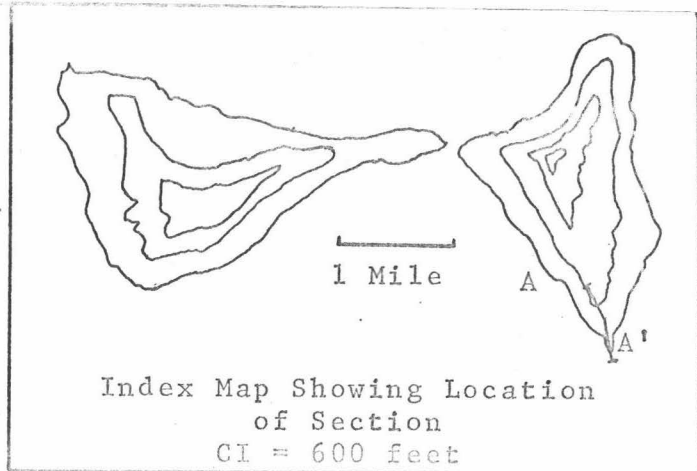 1 Mile
A
A'
Index Map Showing Location
of Section
CI = 600 feet